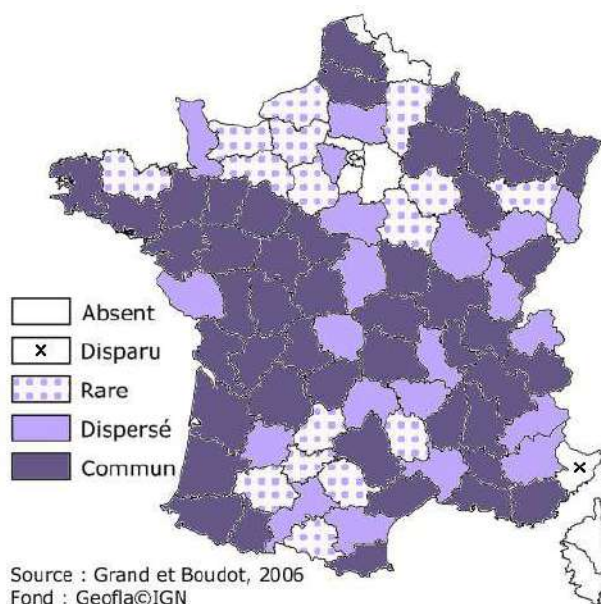 Absent
x Disparu
Rare
Dispersé
Commun
x
Source : Grand et Boudot, 2006
Fond : Geofla©IGN